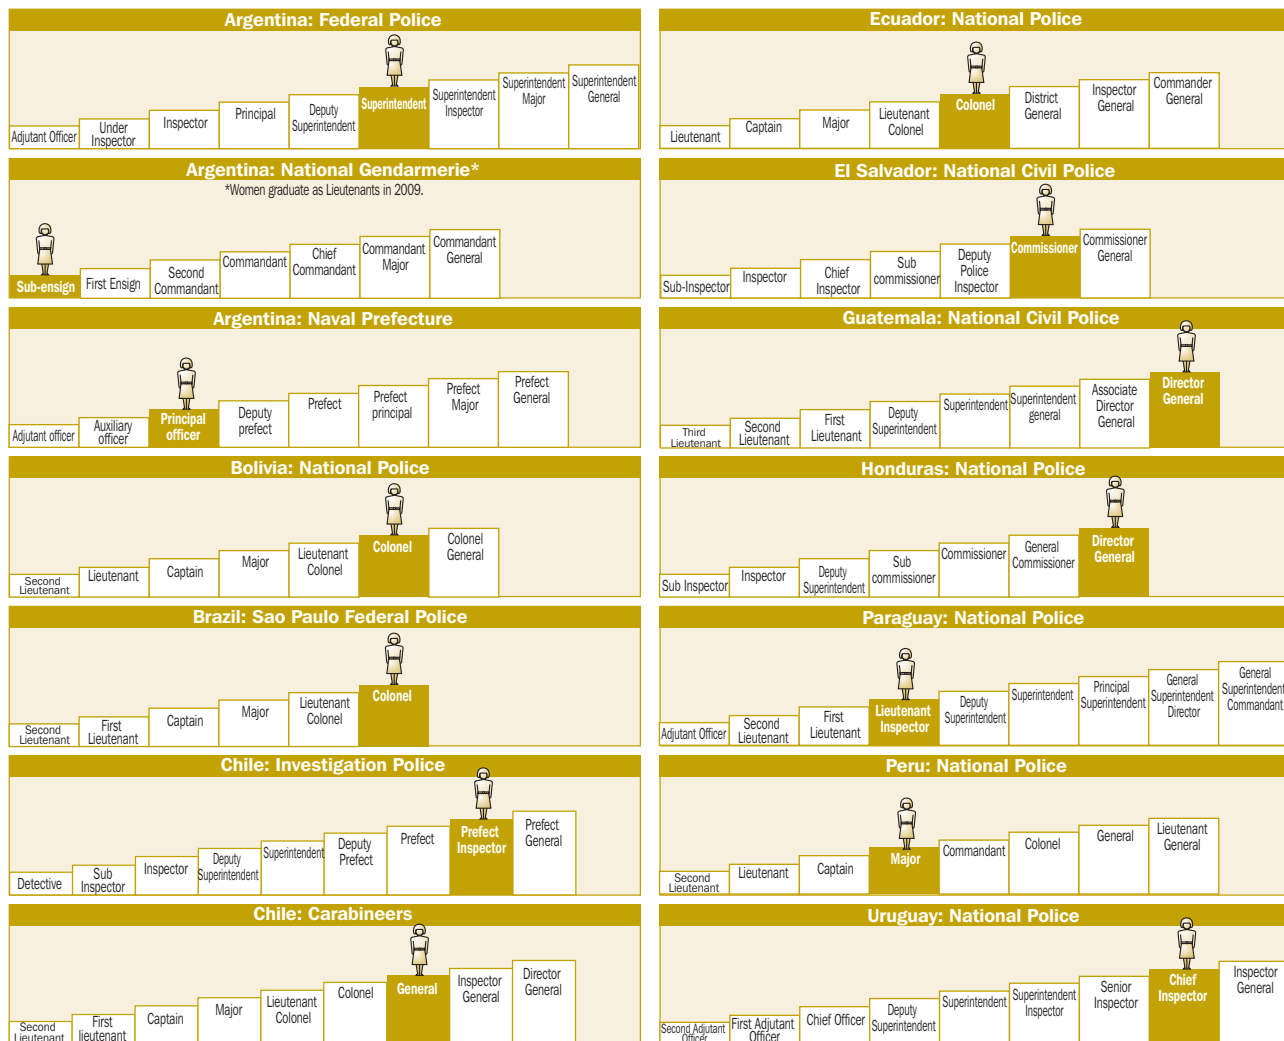 Argentina: Federal Police
Adjutant Officer
Under
Inspector
Inspector
Principal
Deputy
Superintendent
Superintendent
Superintendent
Inspector
Superintendent
Major
Superintendent
General
Argentina: National Gendarmerie*
*Women graduate as Lieutenants in 2009.
Sub-ensign
First Ensign
Second
Commandant
Commandant
Chief
Commandant
Commandant
Major
Commandant
General
Argentina: Naval Prefecture
Adjutant officer
Auxiliary
officer
Principal
officer
Deputy
prefect
Prefect
Prefect
principal
Prefect
Major
Prefect
General
Bolivia: National Police
Second
Lieutenant
Lieutenant
Captain
Major
Lieutenant
Colonel
Colonel
Colonel
General
Brazil: Sao Paulo Federal Police
Second
Lieutenant
First
Lieutenant
Captain
Major
Lieutenant
Colonel
Colonel
Chile: Investigation Police
Detective
Sub
Inspector
Inspector
Deputy
Superintendent
Superintendent
Deputy
Prefect
Prefect
Prefect
Inspector
Prefect
General
Chile: Carabineers
Second
Lieutenant
First
lieutenant
Captain
Major
Lieutenant
Colonel
Colonel
General
Inspector
General
Director
General
Ecuador: National Police
Lieutenant
Captain
Major
Lieutenant
Colonel
Colonel
District
General
Inspector
General
Commander
General
El Salvador: National Civil Police
Sub-Inspector
Inspector
Chief
Inspector
Sub
commissioner
Deputy
Police
Inspector
Commissioner
Commissioner
General
Guatemala: National Civil Police
Third
Lieutenant
Second
Lieutenant
First
Lieutenant
Deputy
Superintendent
Superintendent
Superintendent
general
Associate
Director
General
Director
General
Honduras: National Police
Sub Inspector
Inspector
Deputy
Superintendent
Sub
commissioner
Commissioner
General
Commissioner
Director
General
Paraguay: National Police
Adjutant Officer
Second
Lieutenant
First
Lieutenant
Lieutenant
Inspector
Deputy
Superintendent
Superintendent
Principal
Superintendent
General
Superintendent
Director
General
Superintendent
Commandant
Peru: National Police
Second
Lieutenant
Lieutenant
Captain
Major
Commandant
Colonel
General
Lieutenant
General
Uruguay: National Police
Second Adjutant
Officer
First Adjutant
Officer
Chief Officer
Deputy
Superintendent
Superintendent
Superintendent
Inspector
Senior
Inspector
Chief
Inspector
Inspector
General